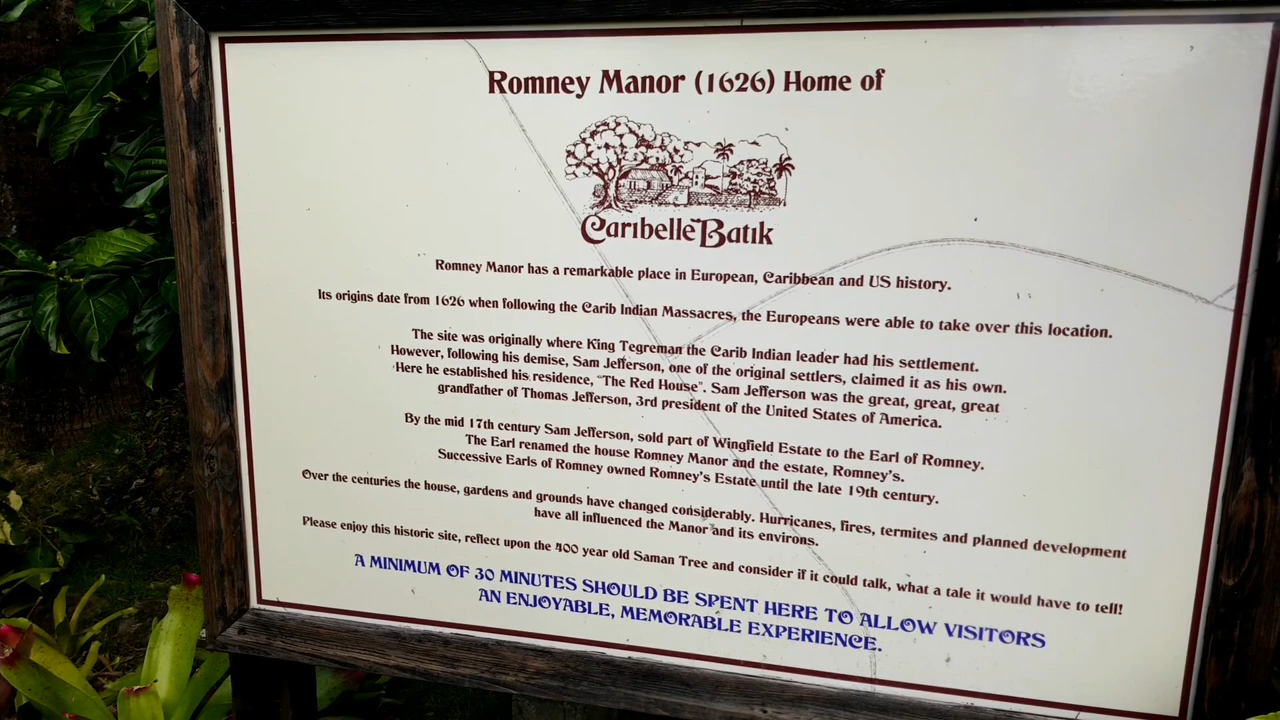 Romney Manor (1626) Home of
Caribelle Batik
Romney Manor has a remarkable place in European, Caribbean and US history.
Its origins date from 1626 when following the Carib Indian Massacres, the Europeans were able to take over this location.
The site was originally where King Tegreman the Carib Indian leader had his settlement.
However, following his demise, Sam Jefferson, one of the original settlers, claimed it as his own.
Here he established his residence, "The Red House". Sam Jefferson was the great, great, great
grandfather of Thomas Jefferson, 3rd president of the United States of America.
By the mid 17th century Sam Jefferson, sold part of Wingfield Estate to the Earl of Romney.
The Earl renamed the house Romney Manor and the estate, Romney's.
Successive Earls of Romney owned Romney's Estate until the late 19th century.
Over the centuries the house, gardens and grounds have changed considerably. Hurricanes, fires, termites and planned development
have all influenced the Manor and its environs.
Please enjoy this historic site, reflect upon the 400 year old Saman Tree and consider if it could talk, what a tale it would have to tell!
A MINIMUM OF 30 MINUTES SHOULD BE SPENT HERE TO ALLOW VISITORS
AN ENJOYABLE, MEMORABLE EXPERIENCE.